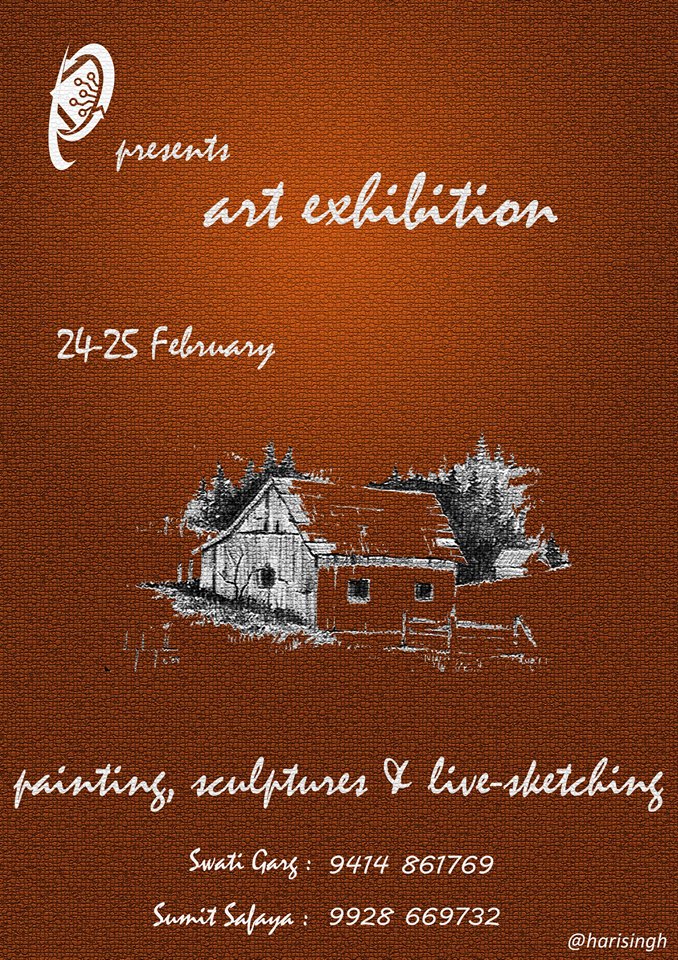 presents
art exhibition
24-25 February
painting, sculptures & live-sketching
Swati Garg : 9414 861769
Sumit Safaya : 9928 669732
@harisingh